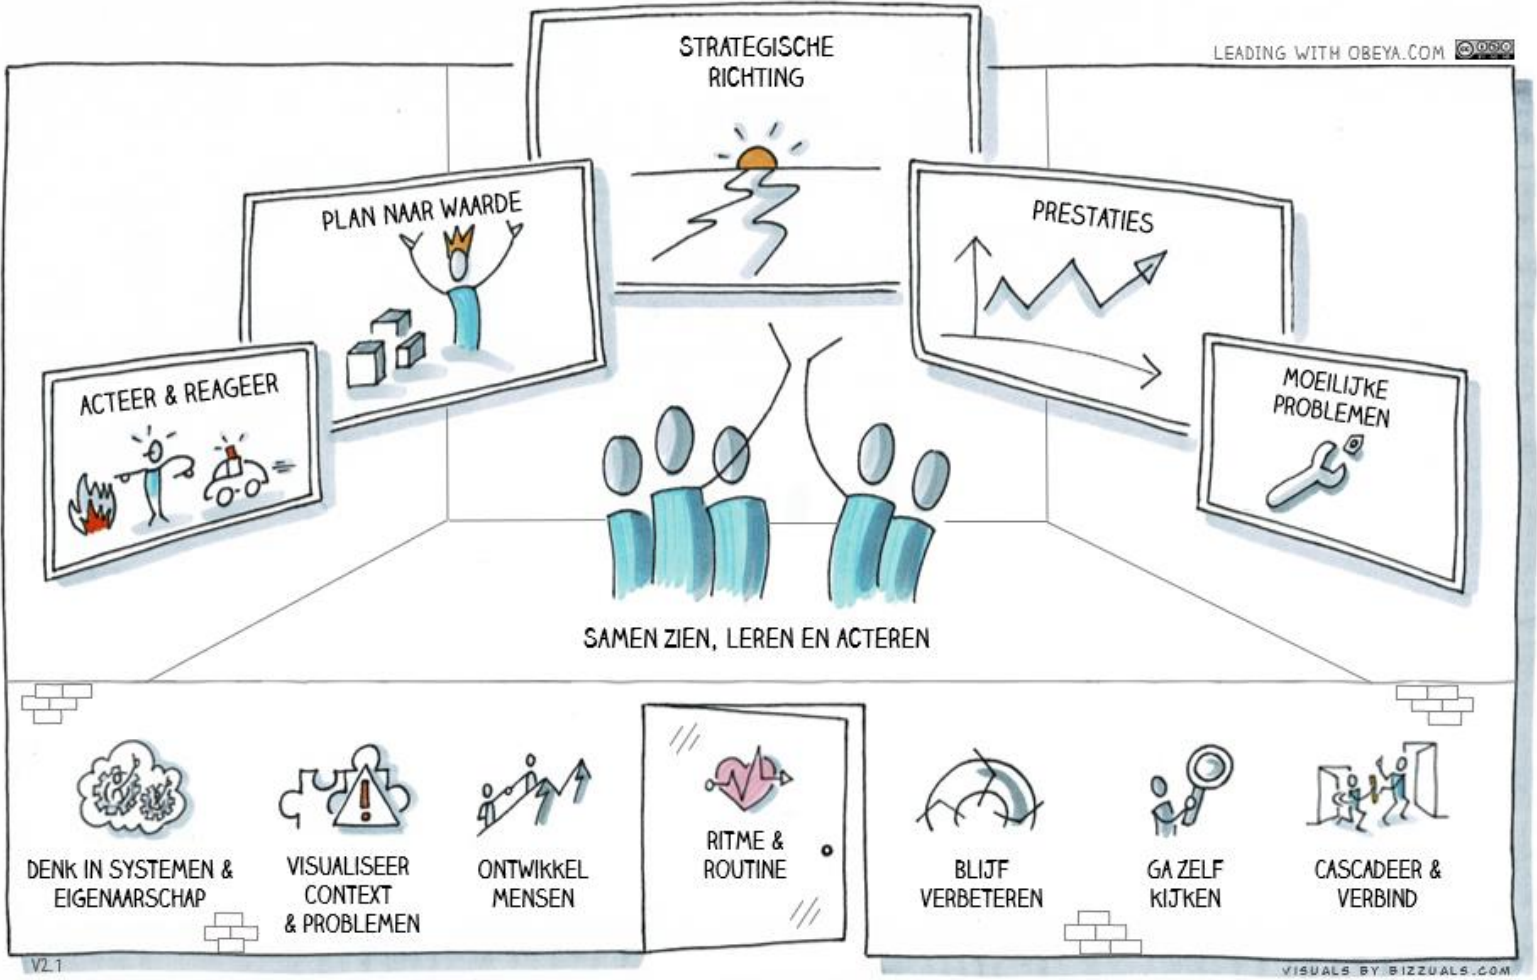 STRATEGISCHE
RICHTING
LEADING WITH OBEYA.COM
PLAN NAAR WAARDE
PRESTATIES
ACTEER & REAGEER
MOEILIJKE
PROBLEMEN
SAMEN ZIEN, LEREN EN ACTEREN
DENK IN SYSTEMEN &
EIGENAARSCHAP
VISUALISEER
CONTEXT
& PROBLEMEN
ONTWIKKEL
MENSEN
RITME &
ROUTINE
BLIJF
VERBETEREN
GA ZELF
KIJKEN
CASCADEER &
VERBIND
V2.1
VISUALS BY BIZZUALS.COM